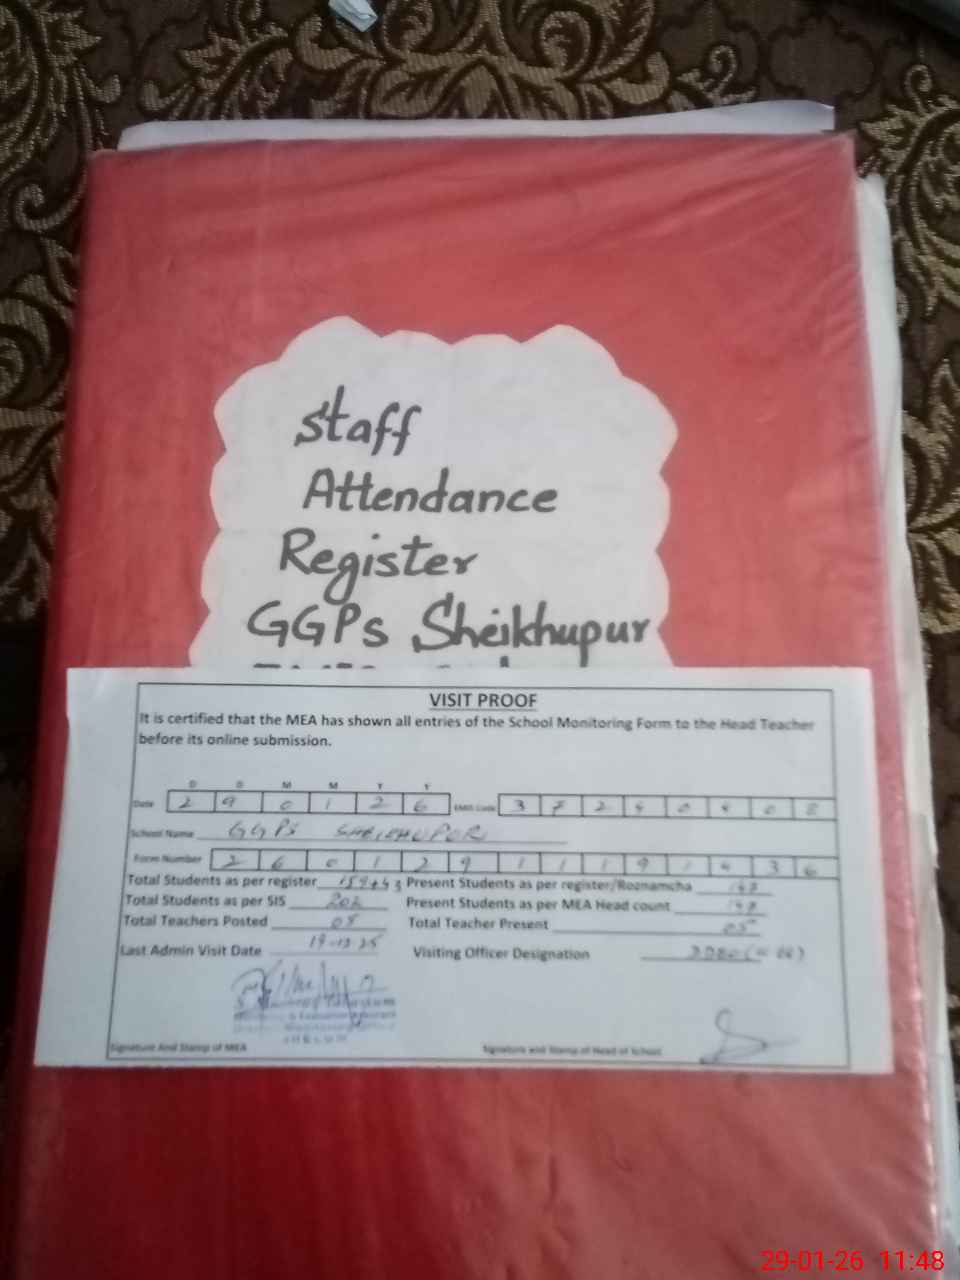 Staff
Attendance
Register
GGPs Sheikhupur
VISIT PROOF
It is certified that the MEA has shown all entries of the School Monitoring Form to the Head Teacher
before its online submission.
D D M M Y Y
Date 2 9 0 1 2 6 EMIS Code 3 7 2
School Name GGPS
Form Number 2 6 0 1 2 9 1 1 1 9 1 4 3 6
Total Students as per register 159+43 Present Students as per register/Roznamcha
Total Students as per SIS 202 Present Students as per MEA Head count
Total Teachers Posted Total Teacher Present 05
Last Admin Visit Date 19-12-25 Visiting Officer Designation
Signature And Stamp of MEA Signature and Stamp of Head of School
29-01-26 11:48